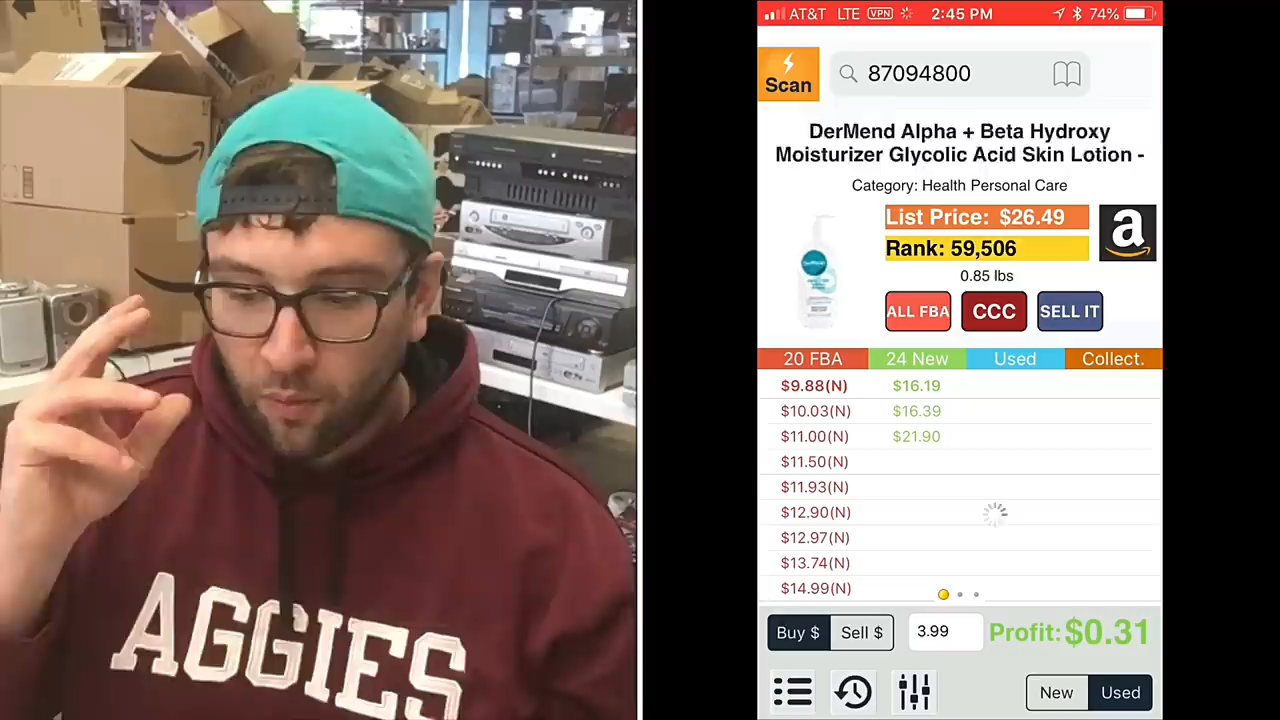 AGGIES
AT&T LTE VPN 2:45 PM 74%
Scan
87094800
DerMend Alpha + Beta Hydroxy
Moisturizer Glycolic Acid Skin Lotion -
Category: Health Personal Care
List Price: $26.49
Rank: 59,506
a
0.85 lbs
ALL FBA CCC SELL IT
20 FBA 24 New Used Collect.
$9.88(N) $16.19
$10.03(N) $16.39
$11.00(N) $21.90
$11.50(N)
$11.93(N)
$12.90(N)
$12.97(N)
$13.74(N)
$14.99(N)
Buy $ Sell $ 3.99 Profit: $0.31
New Used